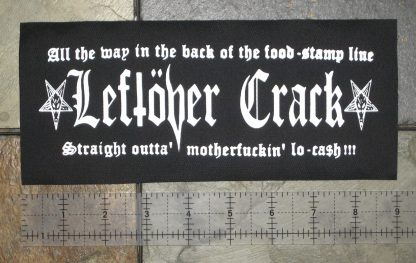 All the way in the back of the food-stamp line
Leftöver Crack
Straight outta' motherfuckin' lo-ca$h!!!
1 2 3 4 5 6 7 8 9